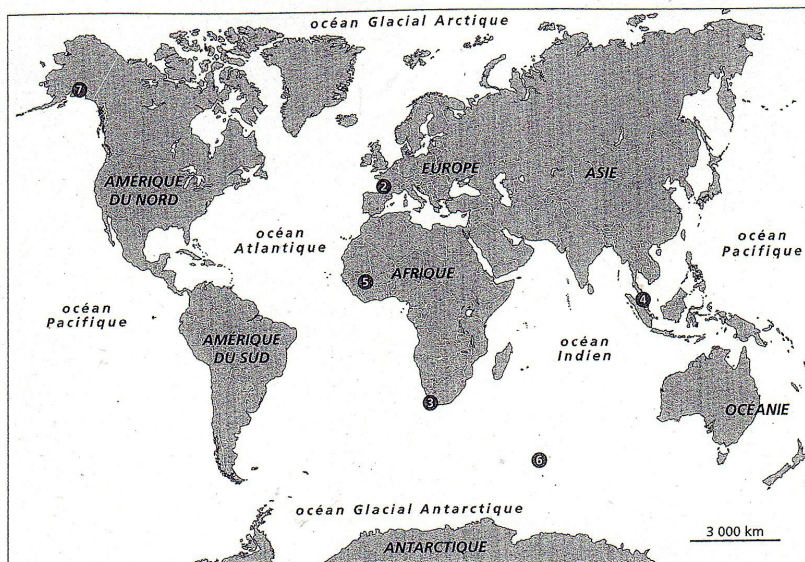 océan Glacial Arctique
7
EUROPE
ASIE
AMÉRIQUE
DU NORD
2
océan
Atlantique
océan
Pacifique
5
AFRIQUE
4
océan
Pacifique
AMÉRIQUE
DU SUD
océan
Indien
3
OCÉANIE
6
océan Glacial Antarctique
3 000 km
ANTARCTIQUE